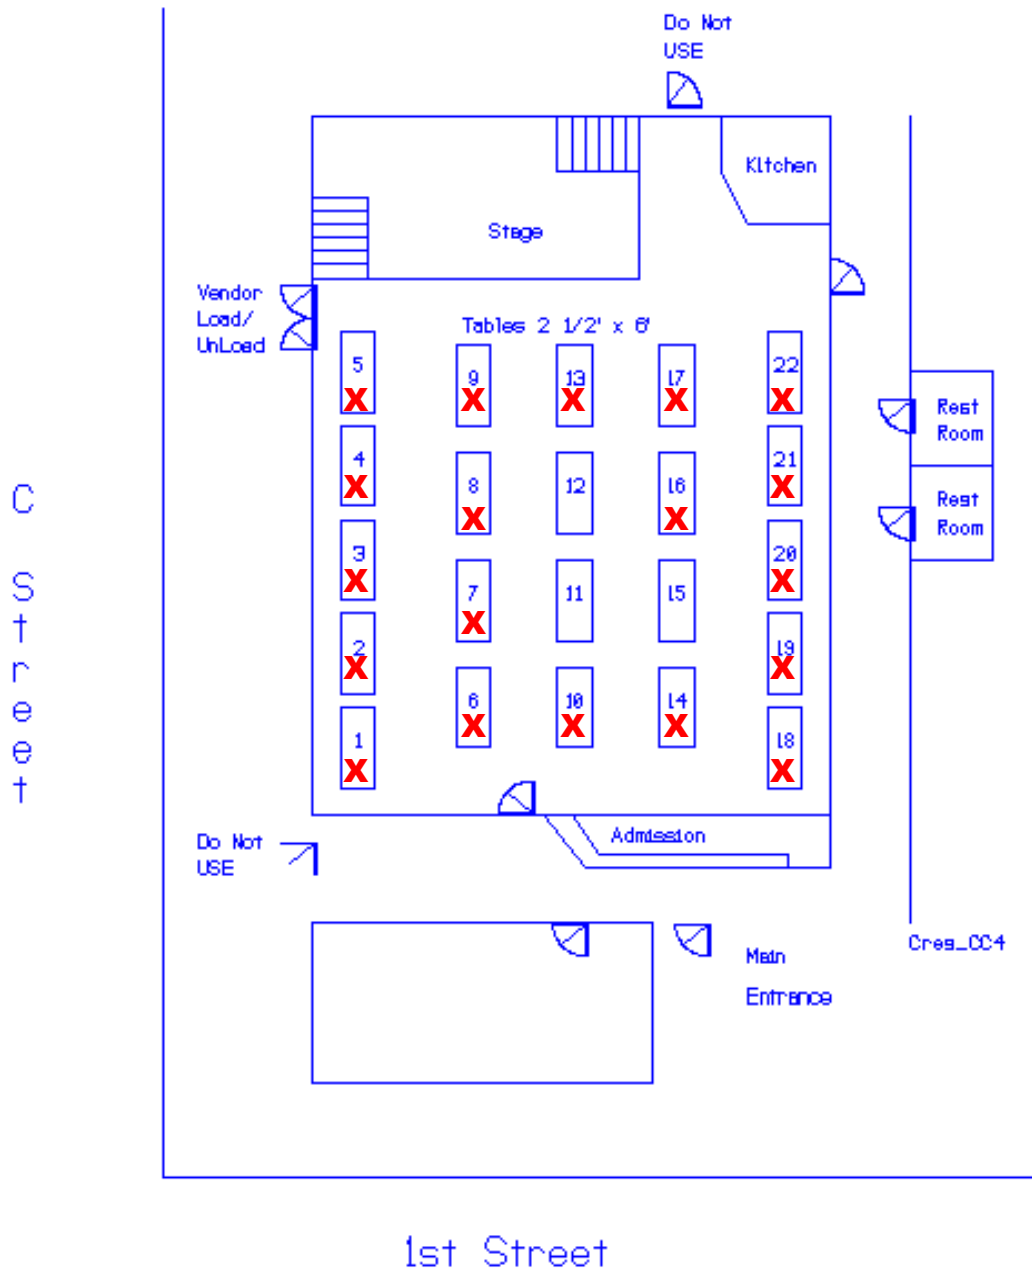 Do Not
USE
Kitchen
Stage
Vendor
Load/
UnLoad
Tables 2 1/2' x 6'
5
X
9
X
13
X
17
X
22
X
Rest
Room
4
X
8
X
12
16
X
21
X
Rest
Room
3
X
7
X
11
15
20
X
2
X
6
X
10
X
14
X
19
X
1
X
18
X
C Street
Do Not
USE
Admission
Cres_CC4
Main
Entrance
1st Street